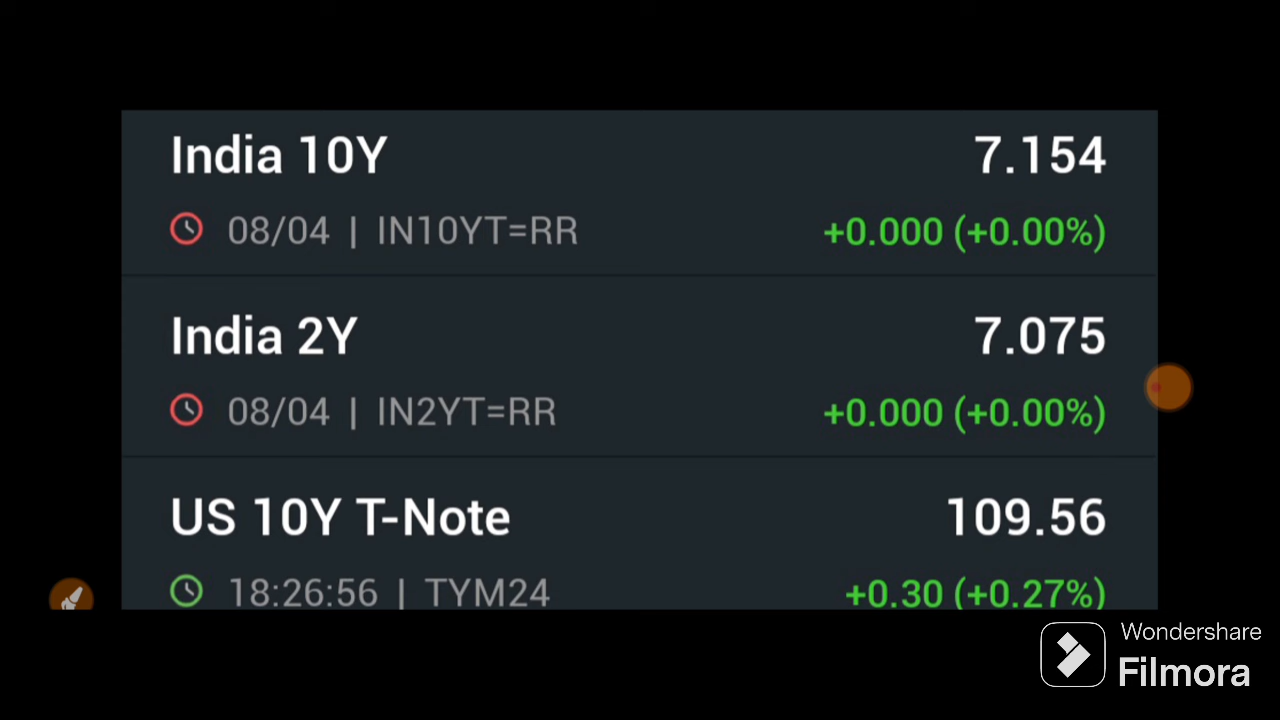 India 10Y 7.154
08/04 | IN10YT=RR +0.000 (+0.00%)
India 2Y 7.075
08/04 | IN2YT=RR +0.000 (+0.00%)
US 10Y T-Note 109.56
18:26:56 | TYM24 +0.30 (+0.27%)
Wondershare
Filmora